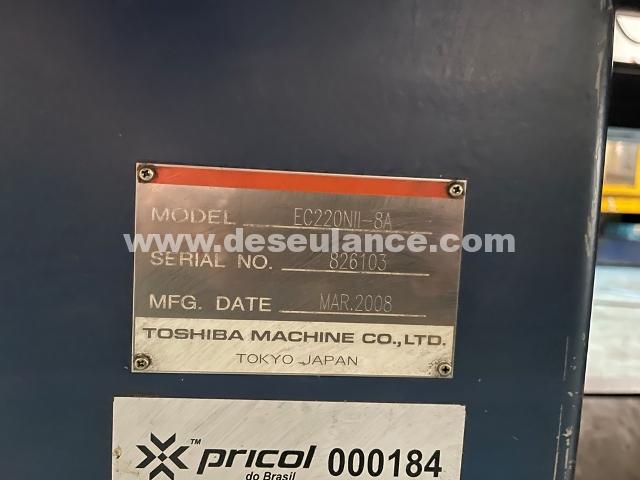 MODEL EC220NII-8A
www.deseulance.com
SERIAL NO. 826103
MFG. DATE MAR.2008
TOSHIBA MACHINE CO.,LTD.
TOKYO JAPAN
™ pricol 000184
do Brasil